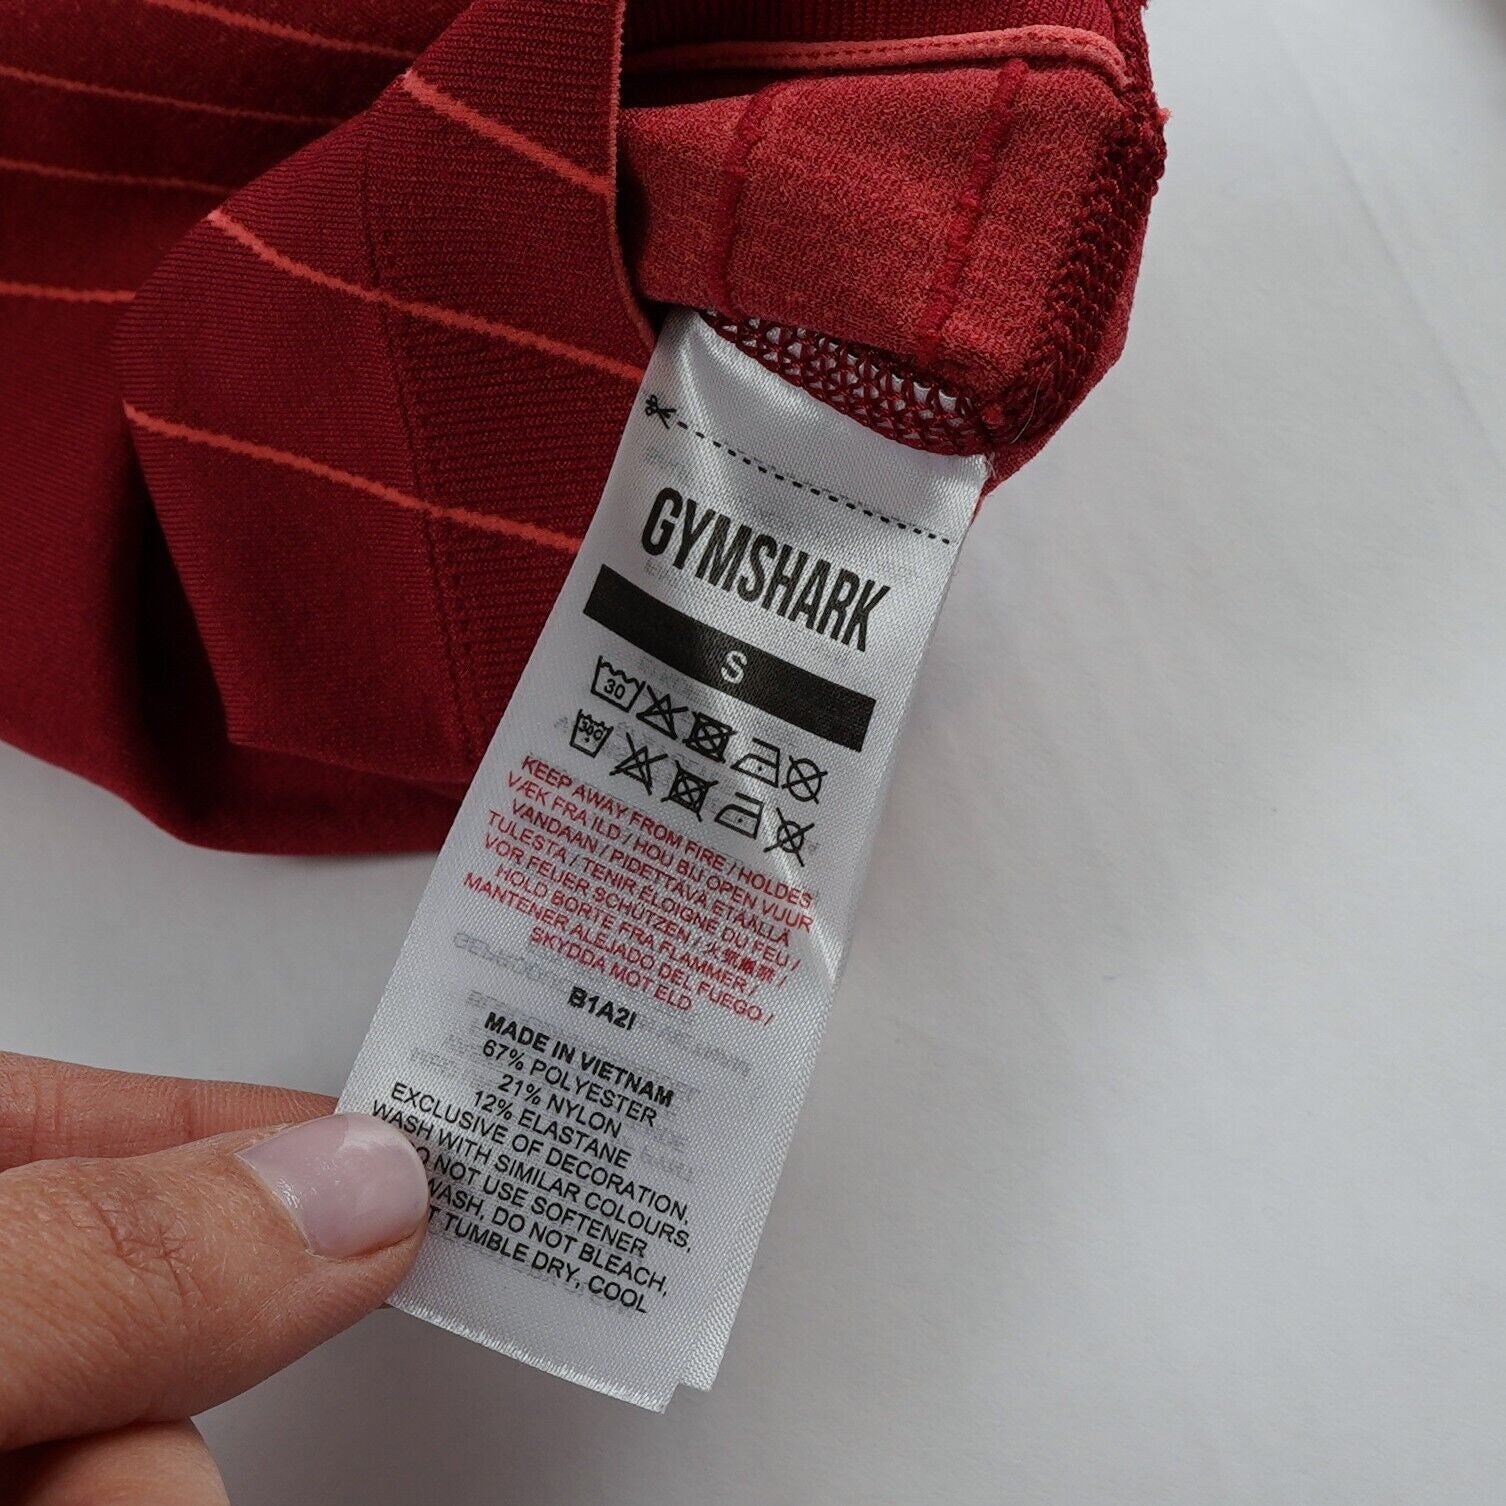 GYMSHARK
S
30
30C
KEEP AWAY FROM FIRE / HOLDES
VÆK FRA ILD / HOU BIJ OPEN VUUR
VANDAAN / PIDETTÄVÄ ETÄÄLLÄ
TULESTA / TENIR ÉLOIGNÉ DU FEU /
VOR FEUER SCHÜTZEN /
HOLD BORTE FRA FLAMMER /
MANTENER ALEJADO DEL FUEGO /
SKYDDA MOT ELD
B1A2I
MADE IN VIETNAM
67% POLYESTER
21% NYLON
12% ELASTANE
EXCLUSIVE OF DECORATION.
WASH WITH SIMILAR COLOURS,
NOT USE SOFTENER
WASH, DO NOT BLEACH,
TUMBLE DRY, COOL